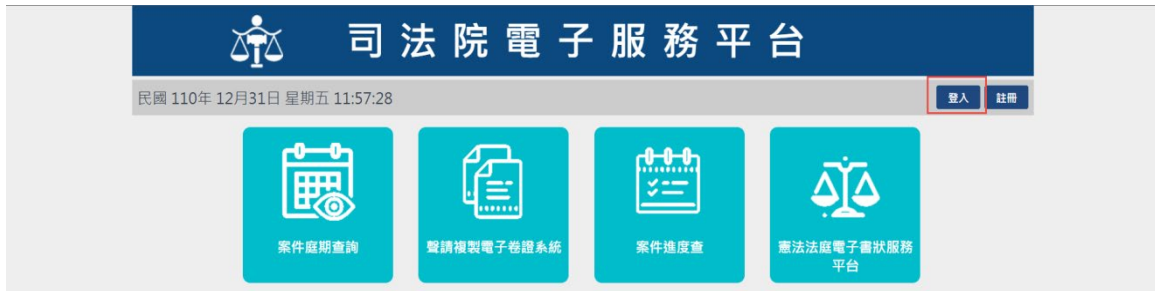 司法院電子服務平台
民國 110年 12月31日 星期五 11:57:28
登入 註冊
案件庭期查詢
聲請複製電子卷證系統
案件進度查
憲法法庭電子書狀服務
平台